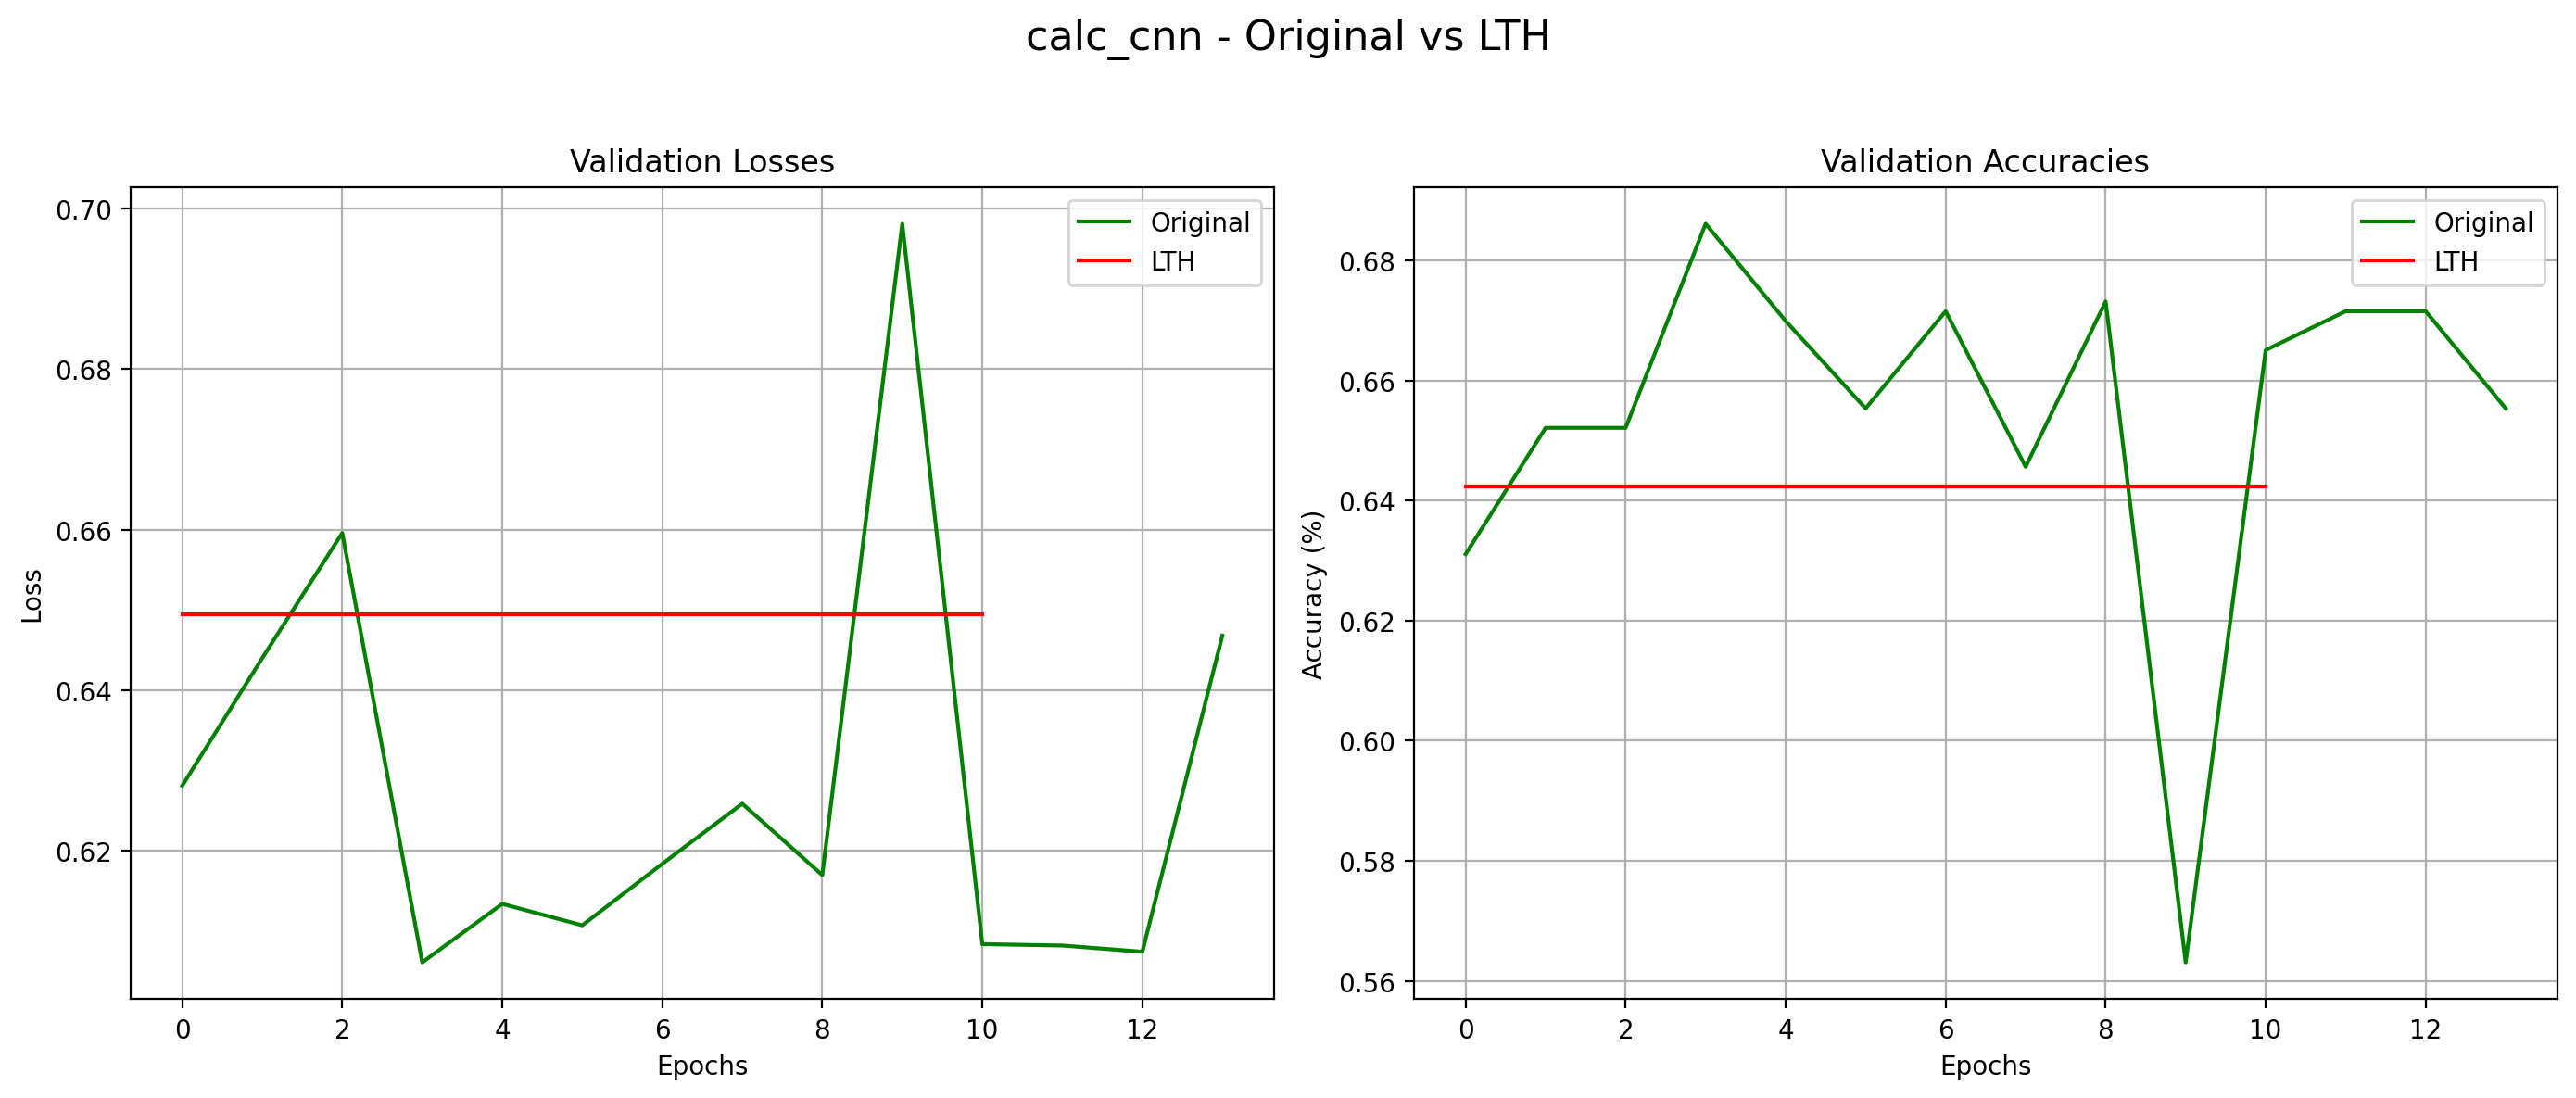 calc_cnn - Original vs LTH
Validation Losses
0.70
0.68
0.66
0.64
0.62
Loss
0 2 4 6 8 10 12
Epochs
Original
LTH
Validation Accuracies
0.68
0.66
0.64
0.62
0.60
0.58
0.56
Accuracy (%)
0 2 4 6 8 10 12
Epochs
Original
LTH